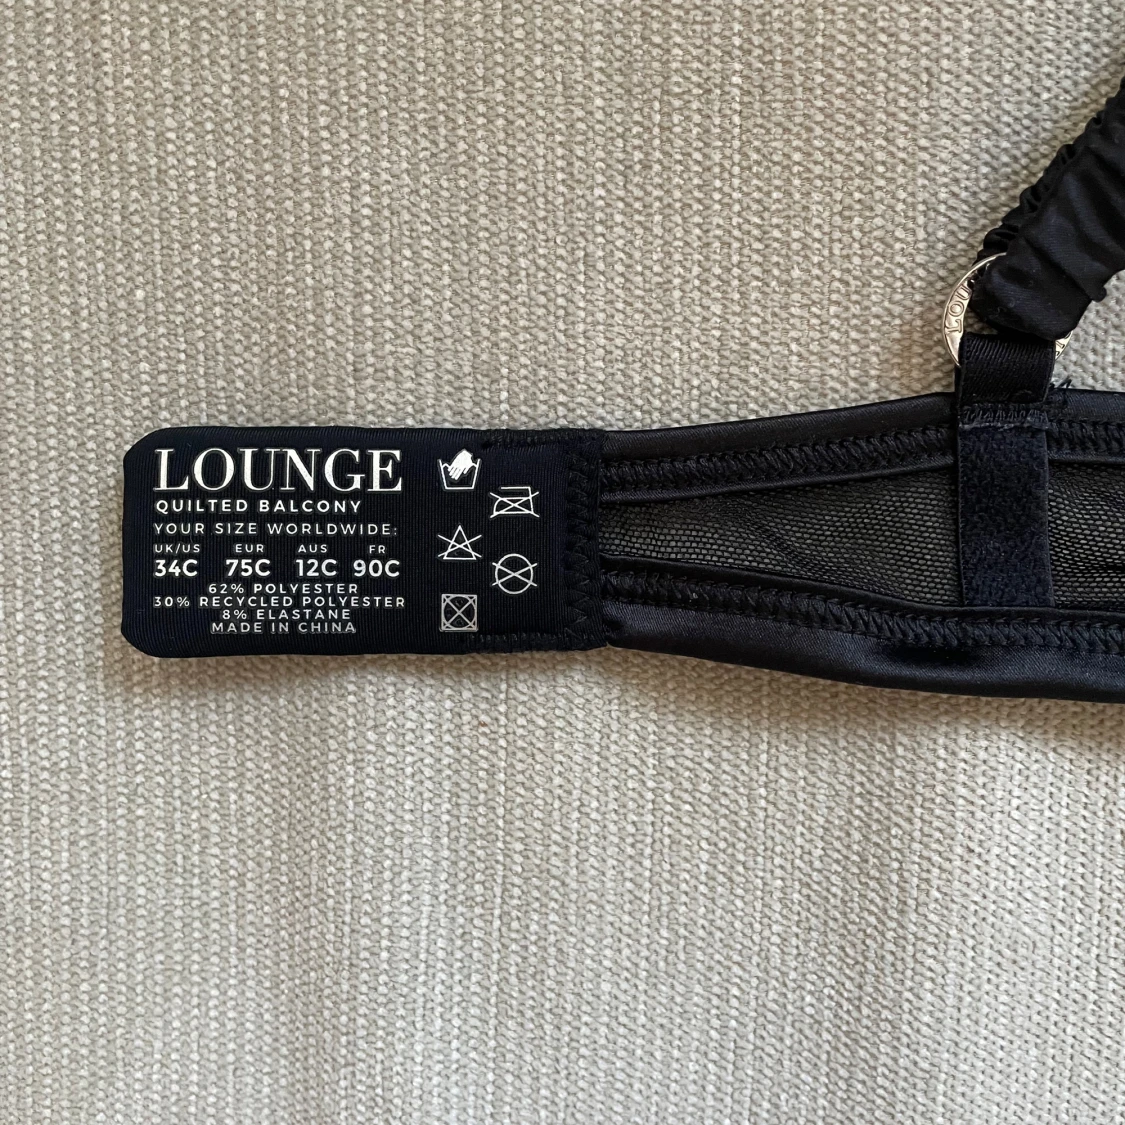 LOUNGE
QUILTED BALCONY
YOUR SIZE WORLDWIDE:
UK/US EUR AUS FR
34C 75C 12C 90C
62% POLYESTER
30% RECYCLED POLYESTER
8% ELASTANE
MADE IN CHINA
LOU